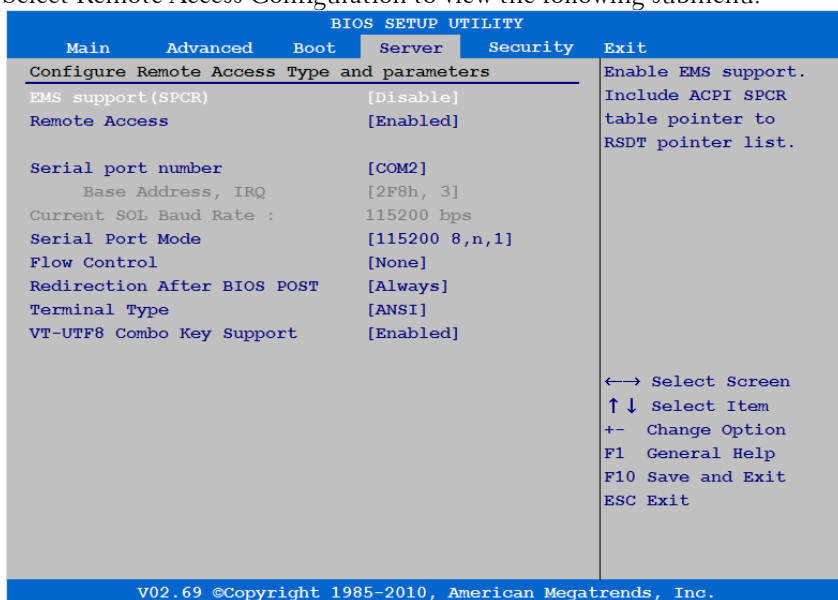 Select Remote Access Configuration to view the following submenu.
BIOS SETUP UTILITY
Main Advanced Boot Server Security Exit
Configure Remote Access Type and parameters
EMS support(SPCR) [Disable]
Remote Access [Enabled]
Serial port number [COM2]
Base Address, IRQ [2F8h, 3]
Current SOL Baud Rate : 115200 bps
Serial Port Mode [115200 8,n,1]
Flow Control [None]
Redirection After BIOS POST [Always]
Terminal Type [ANSI]
VT-UTF8 Combo Key Support [Enabled]
Enable EMS support.
Include ACPI SPCR
table pointer to
RSDT pointer list.
←→ Select Screen
↑↓ Select Item
+- Change Option
F1 General Help
F10 Save and Exit
ESC Exit
V02.69 ©Copyright 1985-2010, American Megatrends, Inc.